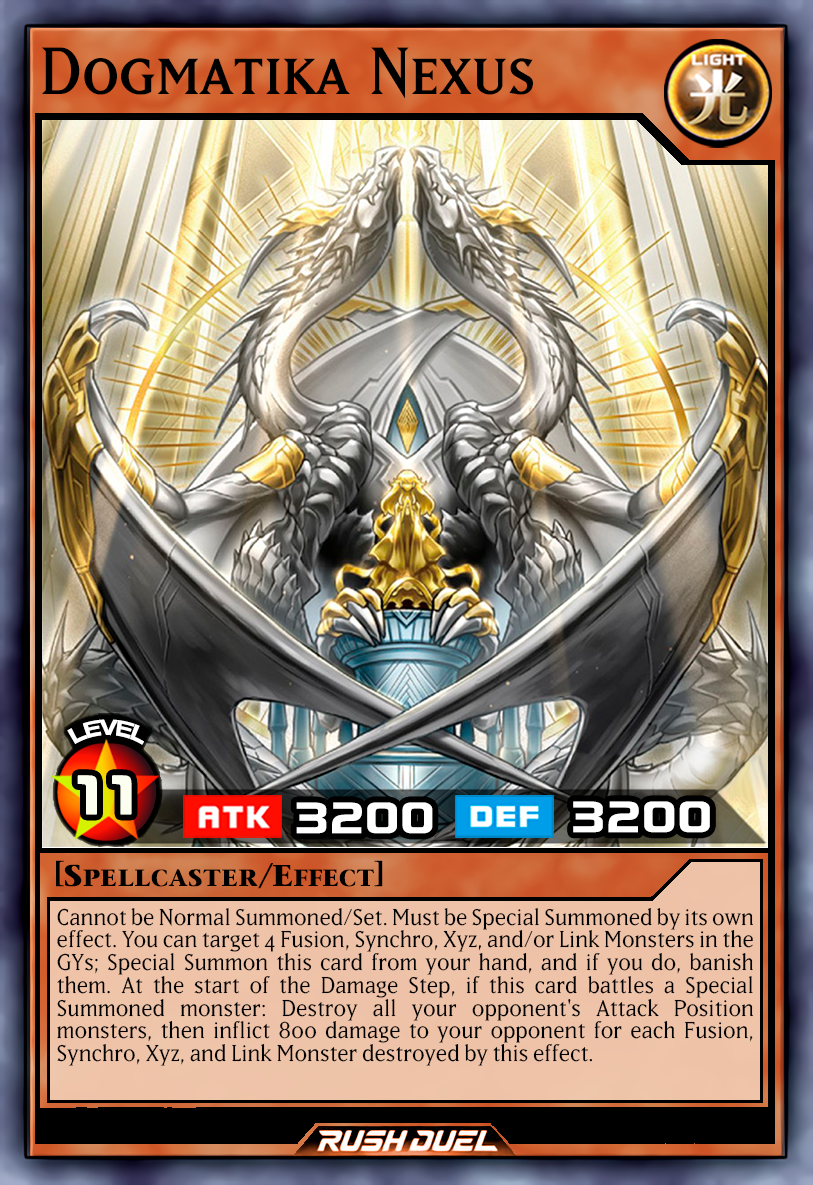 Dogmatika Nexus
LIGHT
光
LEVEL
11
ATK 3200 DEF 3200
[Spellcaster/Effect]
Cannot be Normal Summoned/Set. Must be Special Summoned by its own
effect. You can target 4 Fusion, Synchro, Xyz, and/or Link Monsters in the
GYs; Special Summon this card from your hand, and if you do, banish
them. At the start of the Damage Step, if this card battles a Special
Summoned monster: Destroy all your opponent's Attack Position
monsters, then inflict 800 damage to your opponent for each Fusion,
Synchro, Xyz, and Link Monster destroyed by this effect.
RUSH DUEL